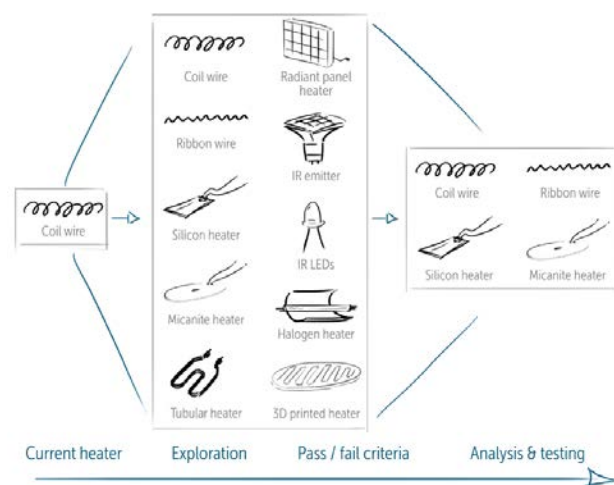 Coil wire
Coil wire
Radiant panel
heater
Ribbon wire
IR emitter
Silicon heater
IR LEDs
Micanite heater
Halogen heater
Tubular heater
3D printed heater
Coil wire
Ribbon wire
Silicon heater
Micanite heater
Current heater
Exploration
Pass / fail criteria
Analysis & testing